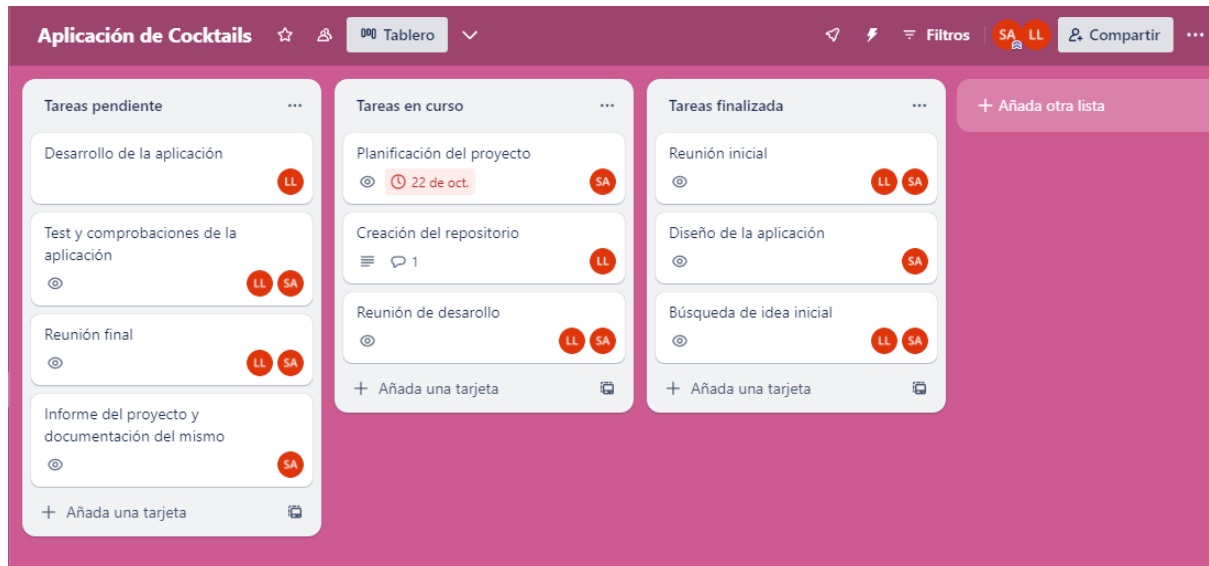 Aplicación de Cocktails
Tablero
Filtros
SA LL
Compartir
Tareas pendiente
Desarrollo de la aplicación
LL
Test y comprobaciones de la
aplicación
LL SA
Reunión final
LL SA
Informe del proyecto y
documentación del mismo
SA
+ Añada una tarjeta
Tareas en curso
Planificación del proyecto
22 de oct.
SA
Creación del repositorio
1
LL
Reunión de desarollo
LL SA
+ Añada una tarjeta
Tareas finalizada
Reunión inicial
LL SA
Diseño de la aplicación
SA
Búsqueda de idea inicial
LL SA
+ Añada una tarjeta
+ Añada otra lista